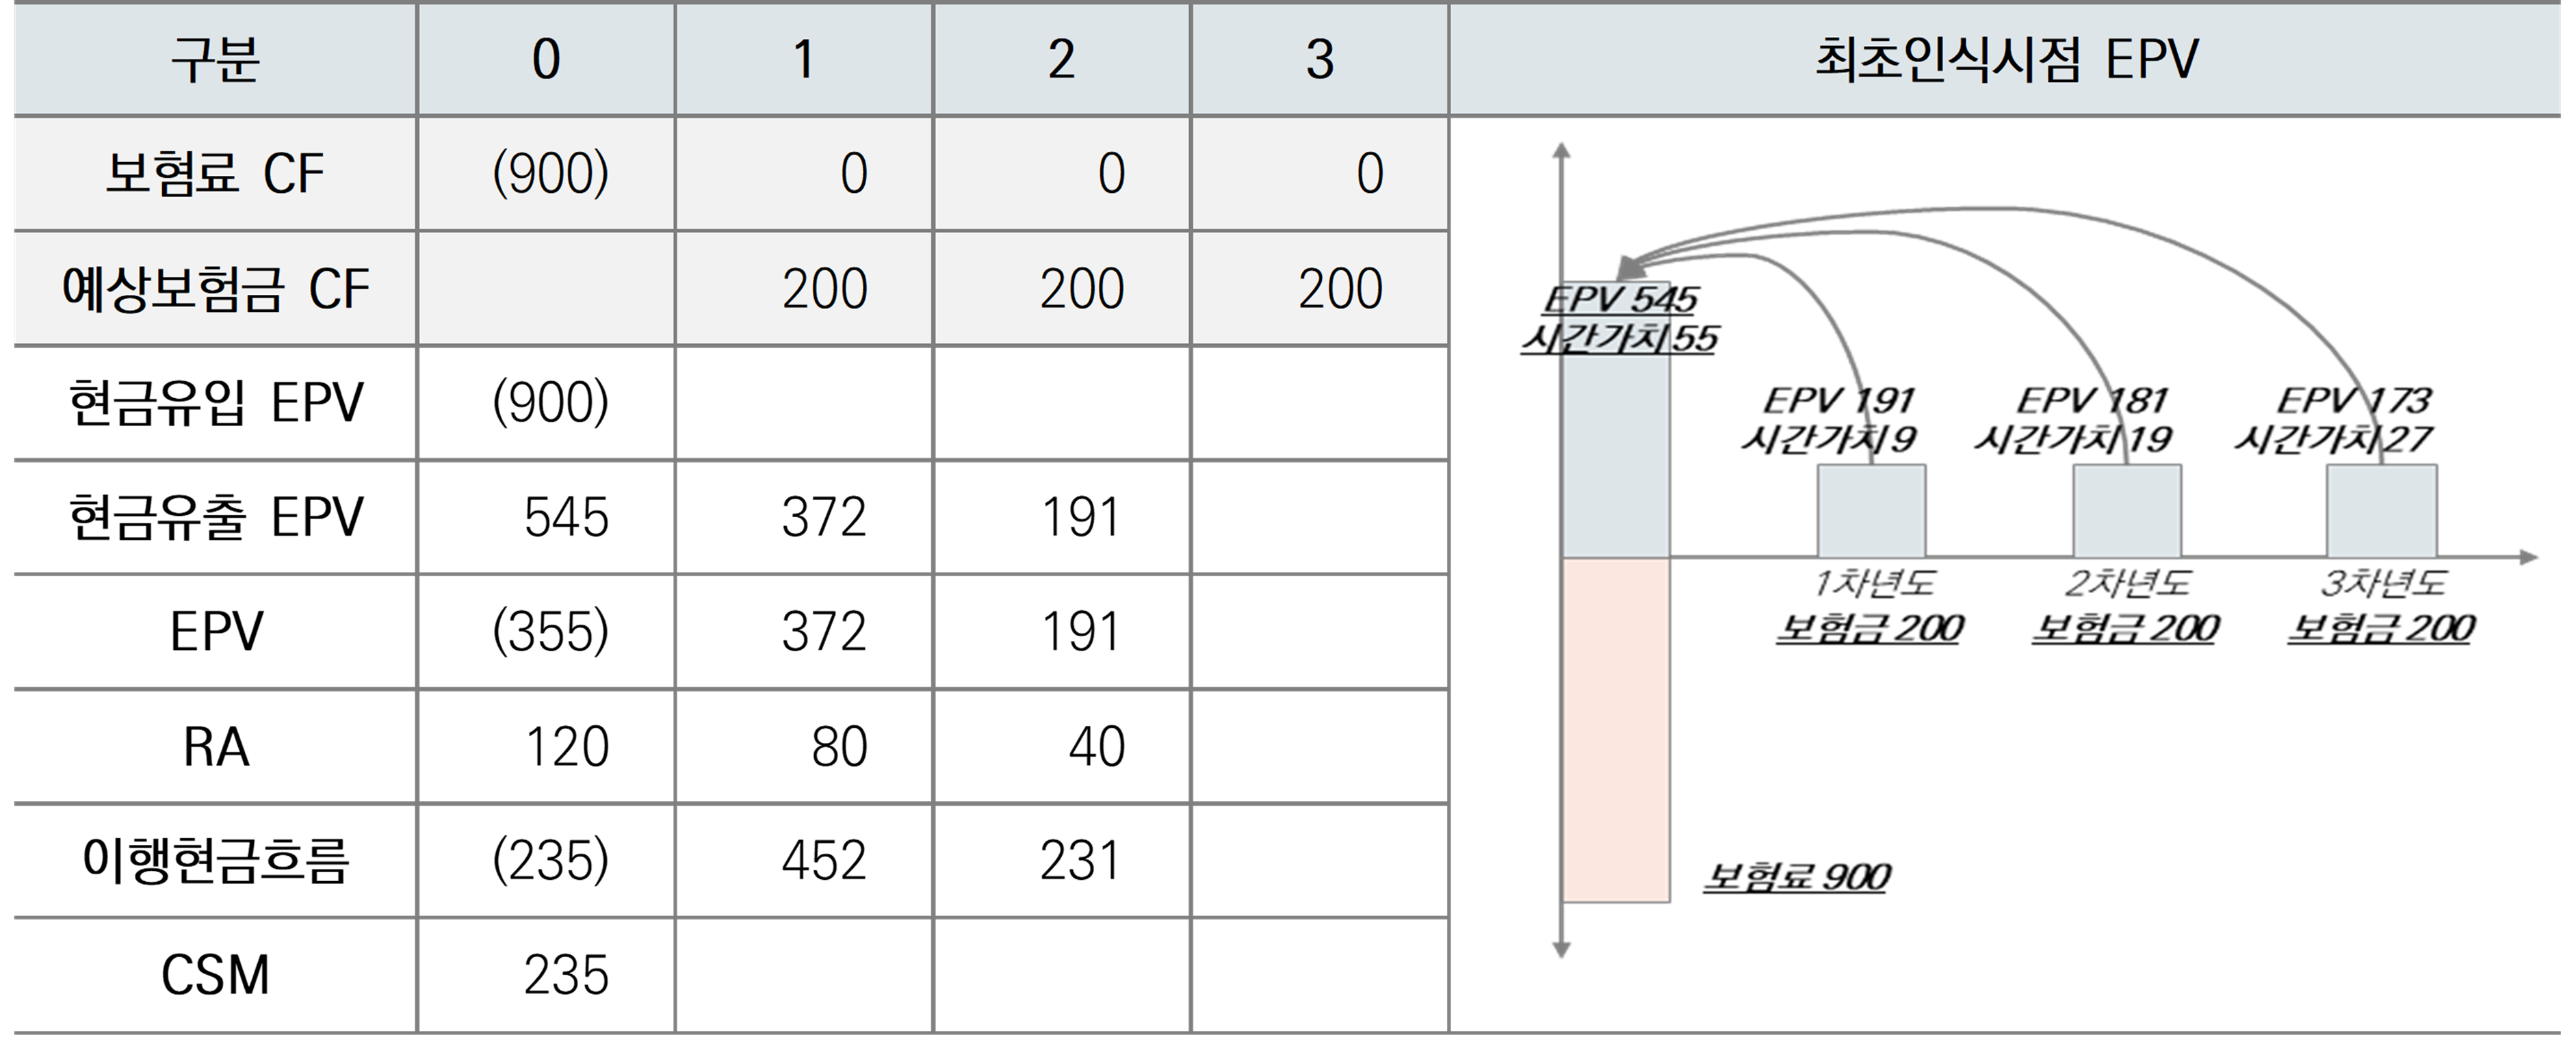 구분 0 1 2 3 최초인식시점 EPV
보험료 CF (900) 0 0 0
예상보험금 CF 200 200 200
현금유입 EPV (900)
현금유출 EPV 545 372 191
EPV (355) 372 191
RA 120 80 40
이행현금흐름 (235) 452 231
CSM 235
EPV 545
시간가치 55
EPV 191
시간가치 9
EPV 181
시간가치 19
EPV 173
시간가치 27
1차년도
보험금 200
2차년도
보험금 200
3차년도
보험금 200
보험료 900